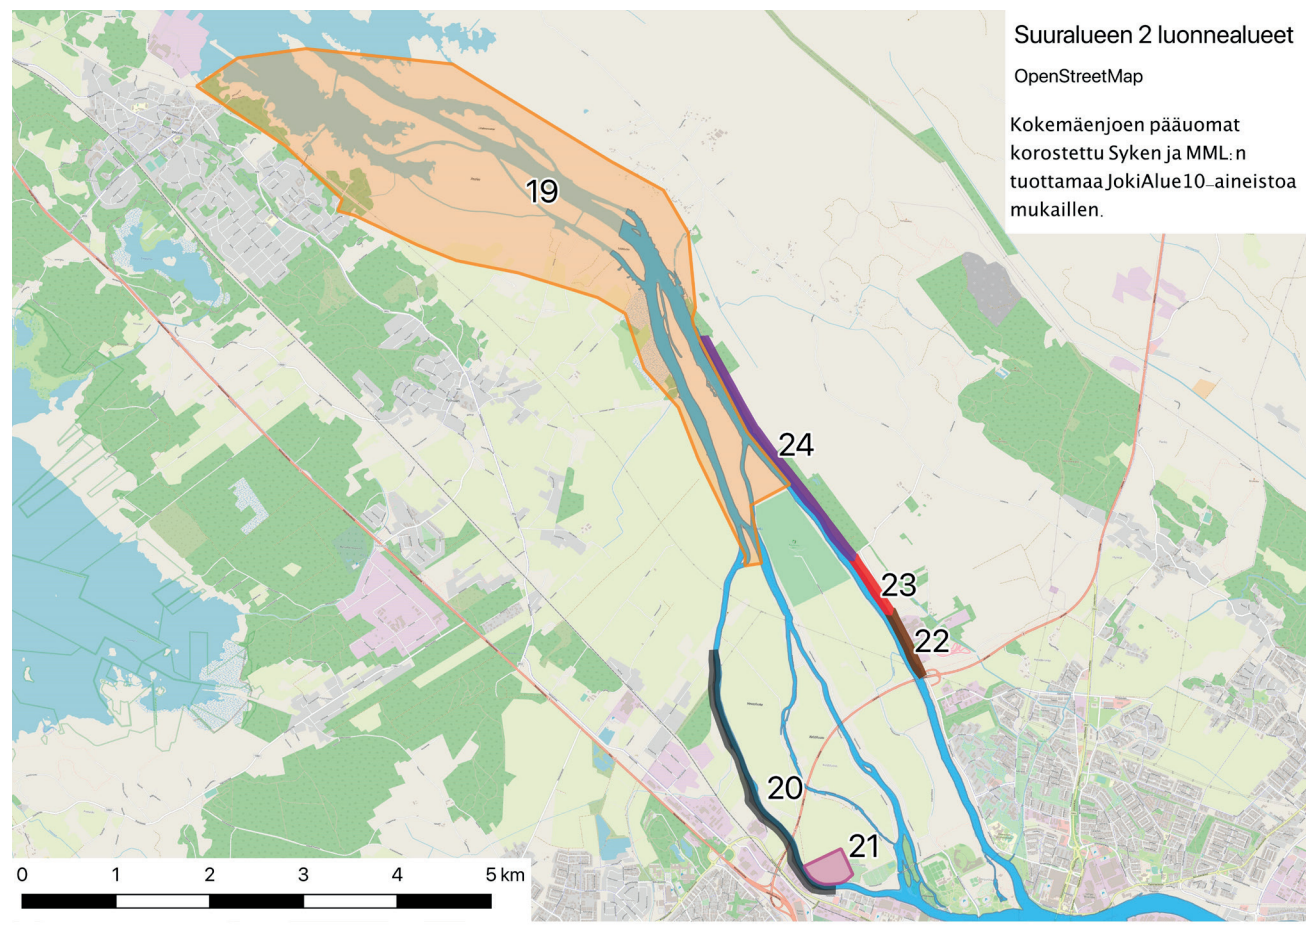 Suuralueen 2 luonnealueet
OpenStreetMap
Kokemäenjoen pääuomat
korostettu Syken ja MML:n
tuottamaa JokiAlue10-aineistoa
mukaillen.
19
24
23
22
20
21
0 1 2 3 4 5 km